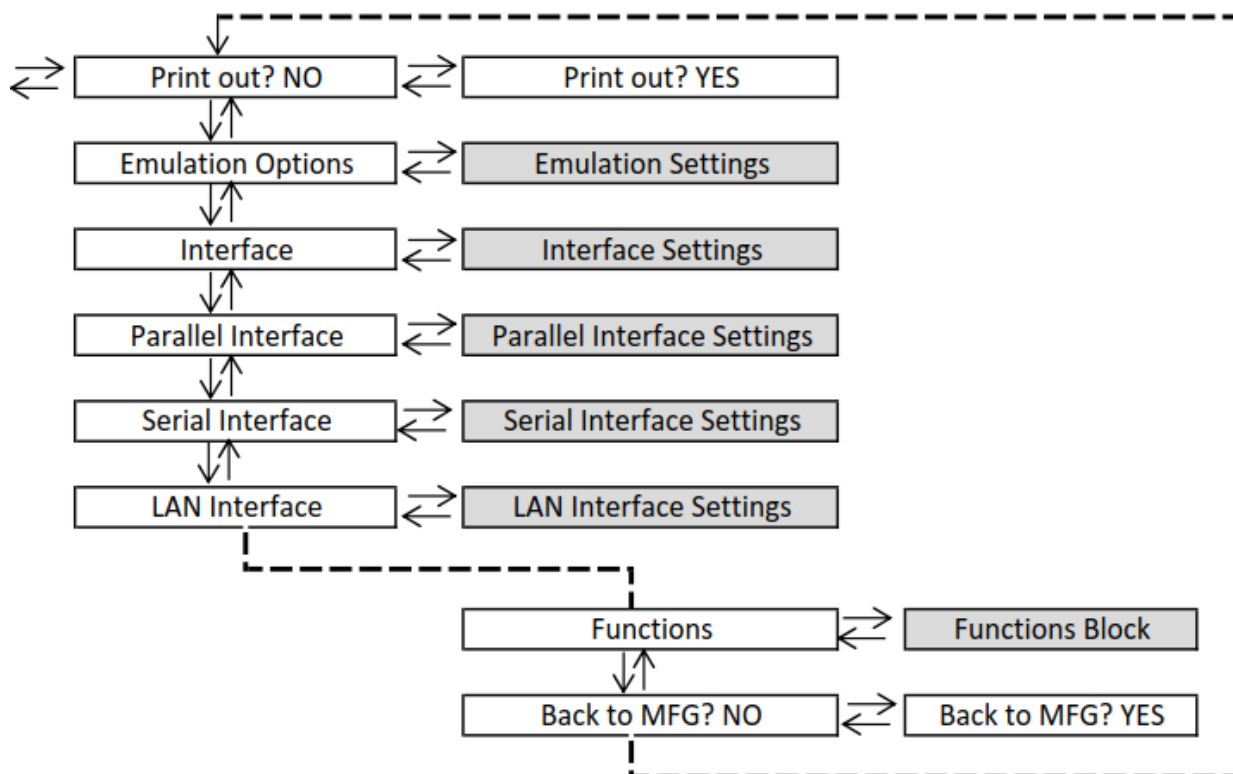 Print out? NO
Print out? YES
Emulation Options
Emulation Settings
Interface
Interface Settings
Parallel Interface
Parallel Interface Settings
Serial Interface
Serial Interface Settings
LAN Interface
LAN Interface Settings
Functions
Functions Block
Back to MFG? NO
Back to MFG? YES